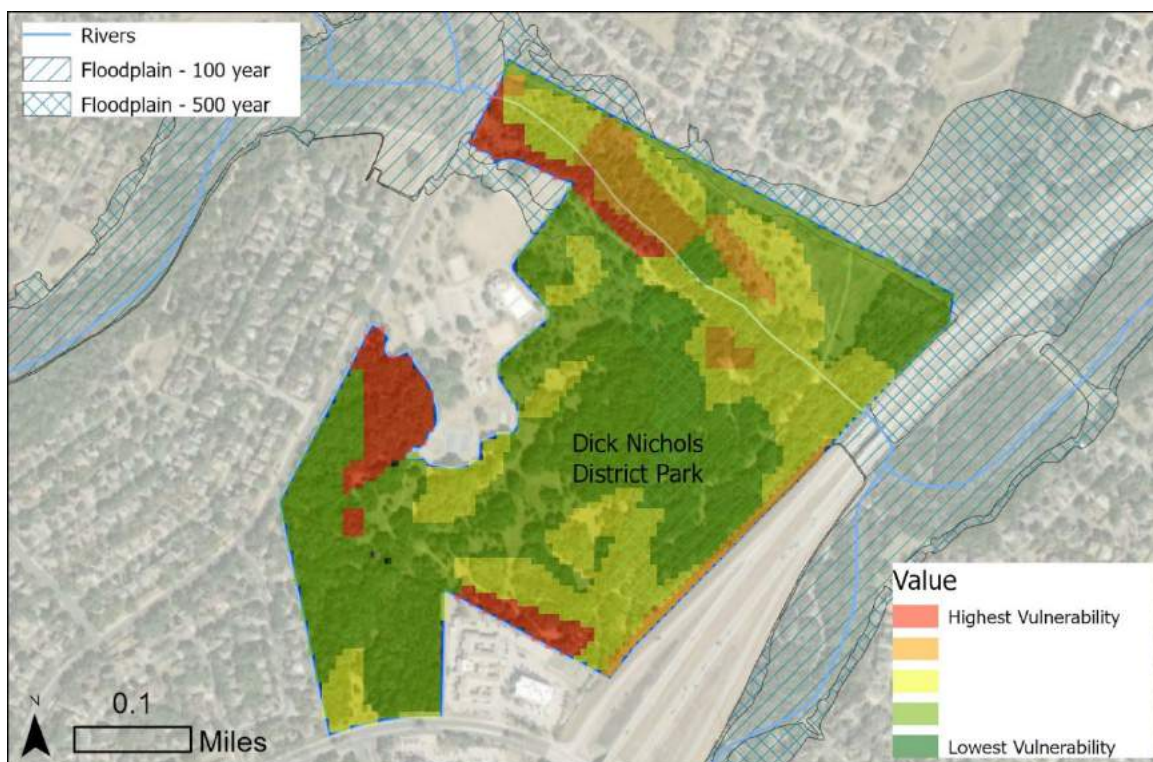 Rivers
Floodplain - 100 year
Floodplain - 500 year
Dick Nichols
District Park
Value
Highest Vulnerability
Lowest Vulnerability
N
0.1
Miles